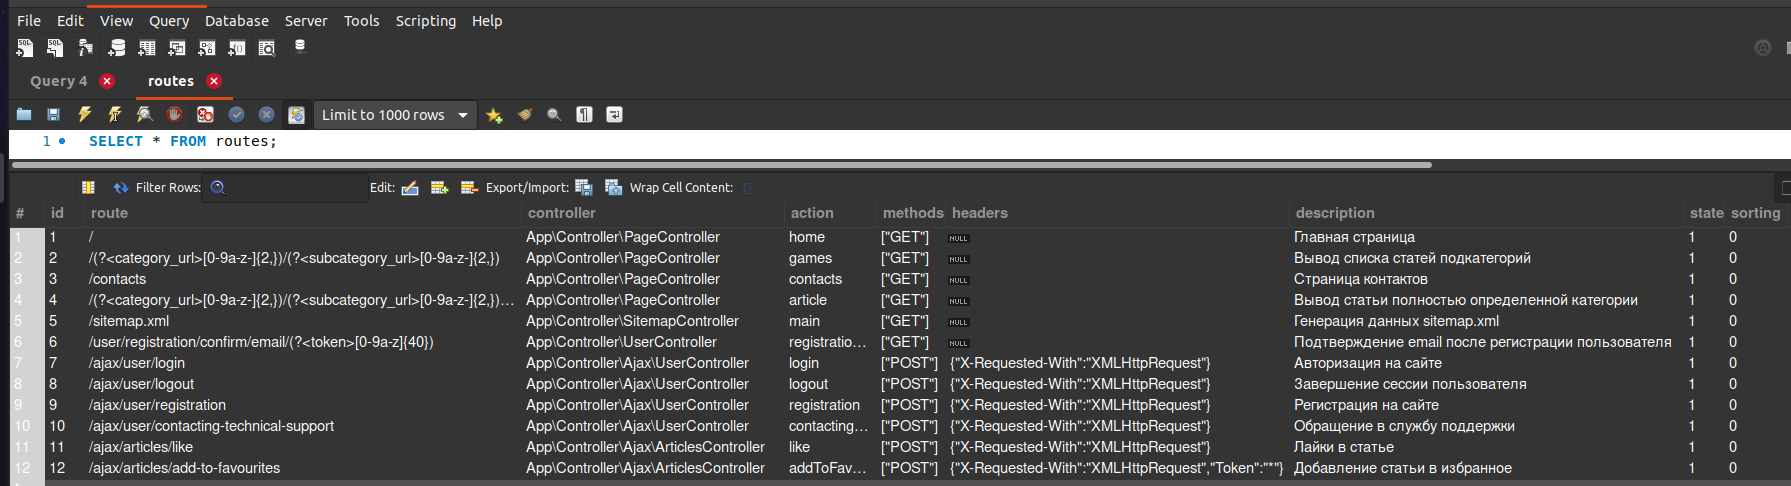 File Edit View Query Database Server Tools Scripting Help
Query 4 routes
Limit to 1000 rows
1 SELECT * FROM routes;
Filter Rows: Edit: Export/Import: Wrap Cell Content:
# id route controller action methods headers description state sorting
1 1 / App\Controller\PageController home ["GET"] NULL Главная страница 1 0
2 2 /(?<category_url>[0-9a-z-]{2,})/(?<subcategory_url>[0-9a-z-]{2,}) App\Controller\PageController games ["GET"] NULL Вывод списка статей подкатегорий 1 0
3 3 /contacts App\Controller\PageController contacts ["GET"] NULL Страница контактов 1 0
4 4 /(?<category_url>[0-9a-z-]{2,})/(?<subcategory_url>[0-9a-z-]{2,})... App\Controller\PageController article ["GET"] NULL Вывод статьи полностью определенной категории 1 0
5 5 /sitemap.xml App\Controller\SitemapController main ["GET"] NULL Генерация данных sitemap.xml 1 0
6 6 /user/registration/confirm/email/(?<token>[0-9a-z]{40}) App\Controller\UserController registratio... ["GET"] NULL Подтверждение email после регистрации пользователя 1 0
7 7 /ajax/user/login App\Controller\Ajax\UserController login ["POST"] {"X-Requested-With":"XMLHttpRequest"} Авторизация на сайте 1 0
8 8 /ajax/user/logout App\Controller\Ajax\UserController logout ["POST"] {"X-Requested-With":"XMLHttpRequest"} Завершение сессии пользователя 1 0
9 9 /ajax/user/registration App\Controller\Ajax\UserController registration ["POST"] {"X-Requested-With":"XMLHttpRequest"} Регистрация на сайте 1 0
10 10 /ajax/user/contacting-technical-support App\Controller\Ajax\UserController contacting... ["POST"] {"X-Requested-With":"XMLHttpRequest"} Обращение в службу поддержки 1 0
11 11 /ajax/articles/like App\Controller\Ajax\ArticlesController like ["POST"] {"X-Requested-With":"XMLHttpRequest"} Лайки в статье 1 0
12 12 /ajax/articles/add-to-favourites App\Controller\Ajax\ArticlesController addToFav... ["POST"] {"X-Requested-With":"XMLHttpRequest","Token":"*"} Добавление статьи в избранное 1 0